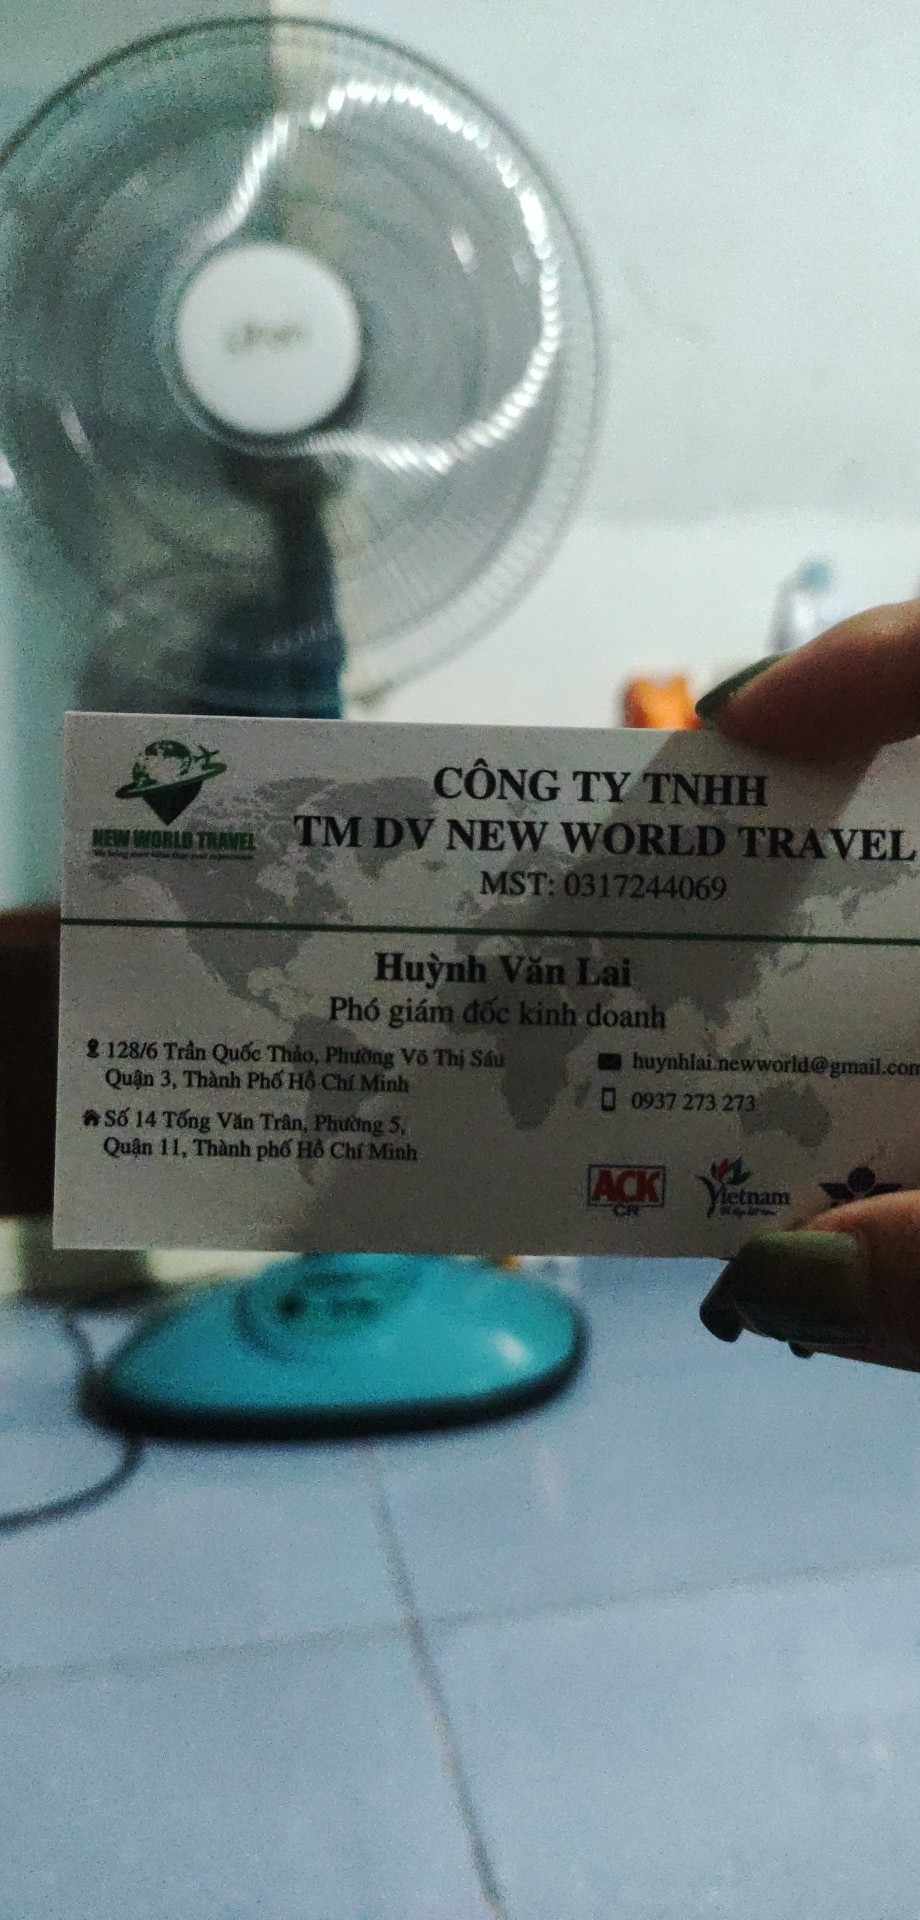 CÔNG TY TNHH
TM DV NEW WORLD TRAVEL
MST: 0317244069
NEW WORLD TRAVEL
Huỳnh Văn Lai
Phó giám đốc kinh doanh
128/6 Trần Quốc Thảo, Phường Võ Thị Sáu
Quận 3, Thành Phố Hồ Chí Minh
Số 14 Tống Văn Trân, Phường 5,
Quận 11, Thành phố Hồ Chí Minh
huynhlai.newworld@gmail.com
0937 273 273
ACK
CR
Vietnam